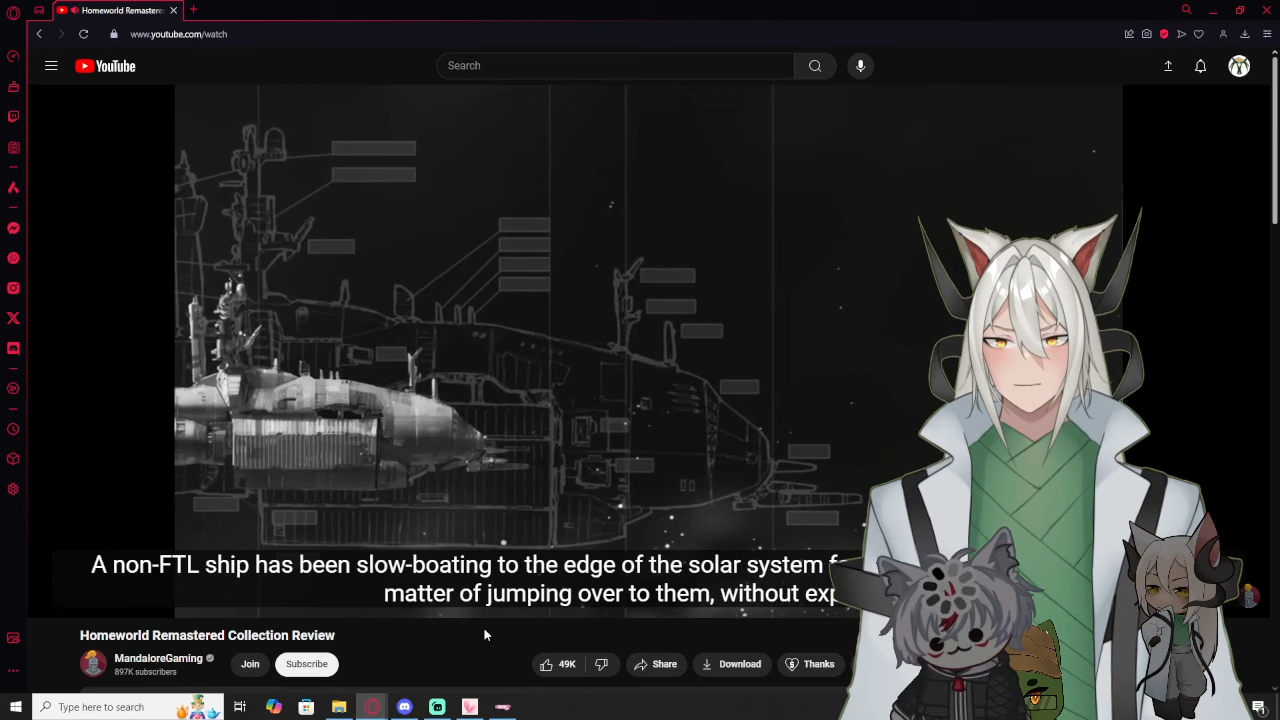 Homeworld Remastere
www.youtube.com/watch
YouTube
Search
A non-FTL ship has been slow-boating to the edge of the solar system
matter of jumping over to them, without
Homeworld Remastered Collection Review
MandaloreGaming
897K subscribers
Join
Subscribe
49K
Share
Download
Thanks
Type here to search